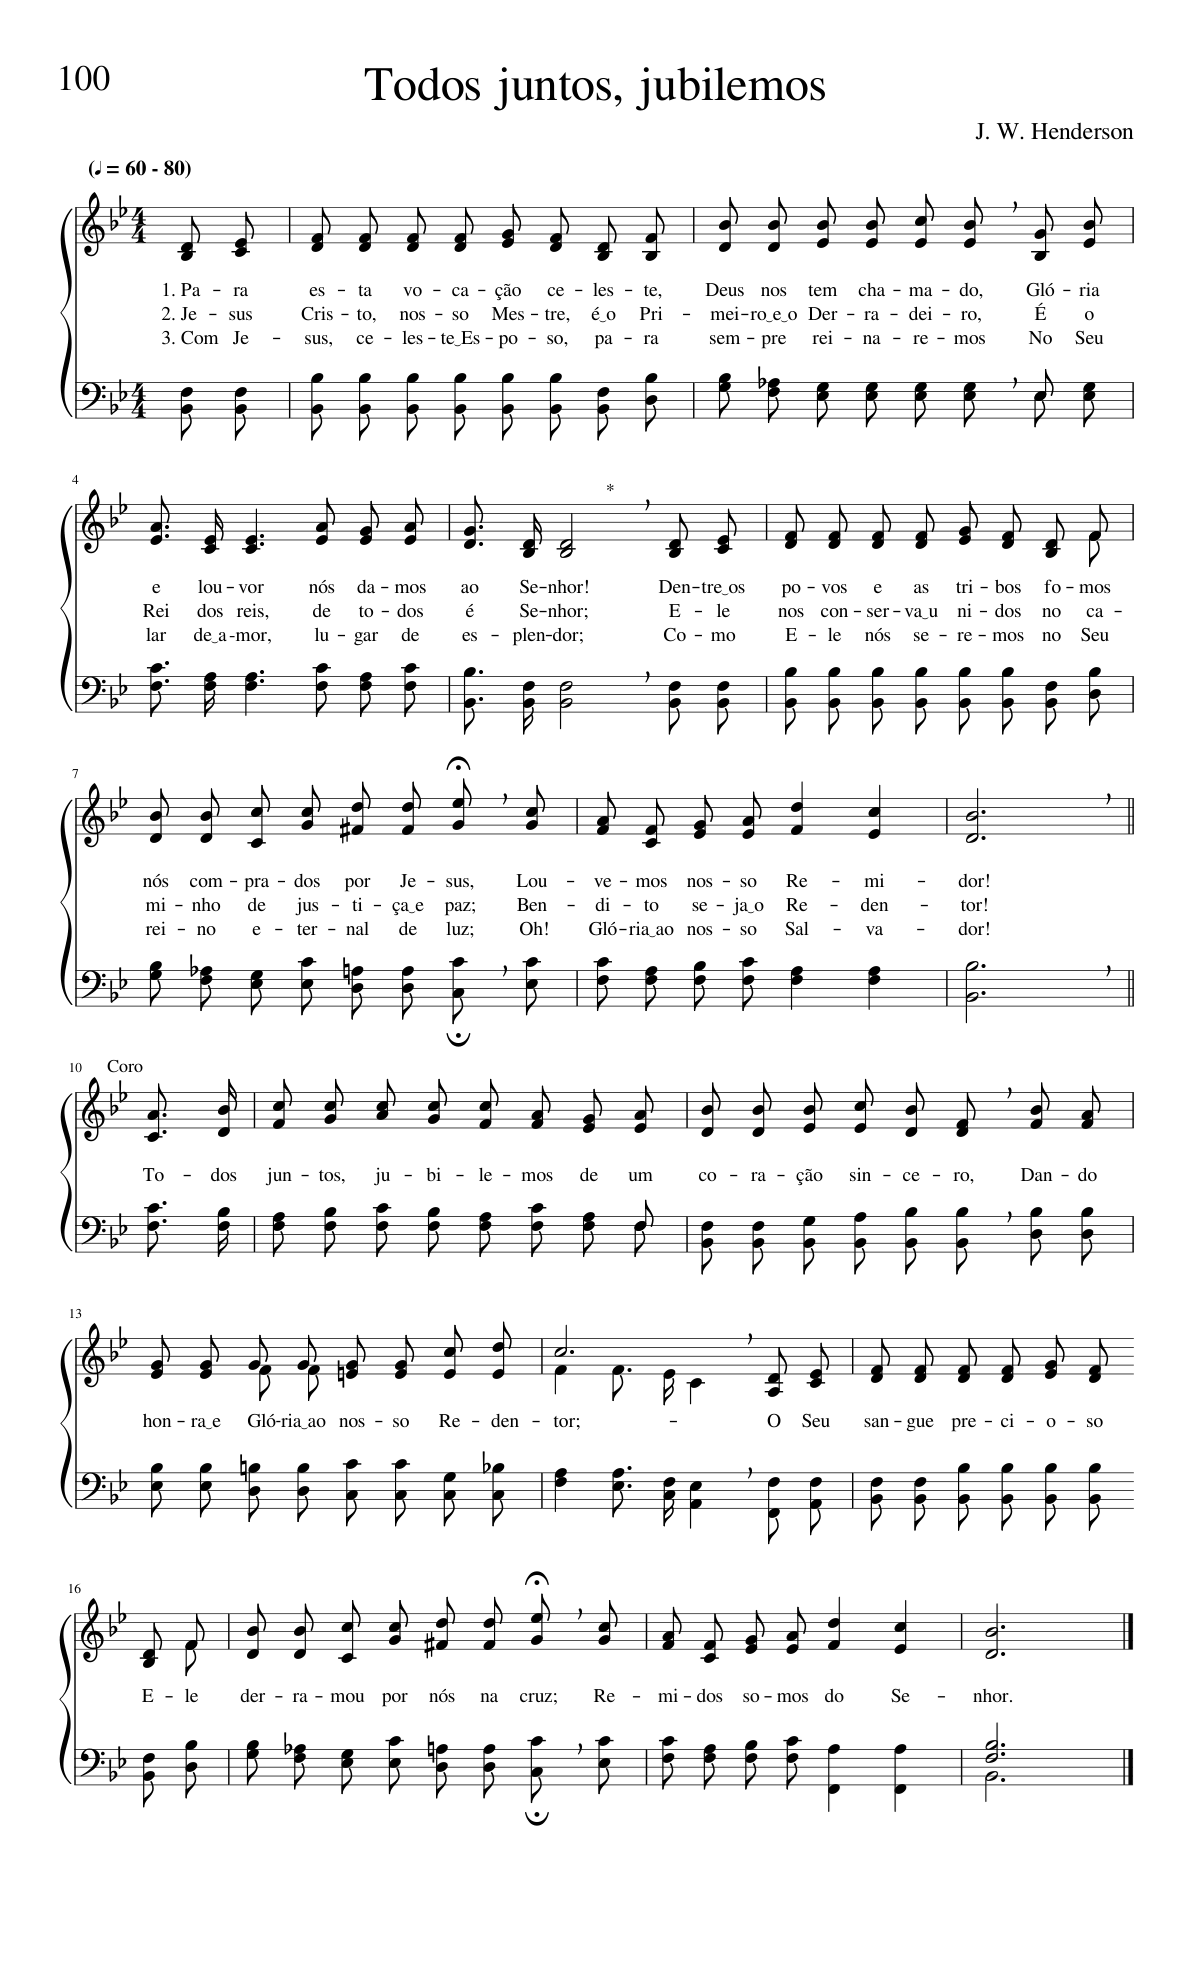 100
Todos juntos, jubilemos
J. W. Henderson
(♩ = 60 - 80)
1. Pa - ra es - ta vo - ca - ção ce - les - te, Deus nos tem cha - ma - do, Gló - ria
2. Je - sus Cris - to, nos - so Mes - tre, é‿o Pri - mei - ro‿e‿o Der - ra - dei - ro, É o
3. Com Je - sus, ce - les - te‿Es - po - so, pa - ra sem - pre rei - na - re - mos No Seu
4
*
e lou - vor nós da - mos ao Se - nhor! Den - tre‿os po - vos e as tri - bos fo - mos
Rei dos reis, de to - dos é Se - nhor; E - le nos con - ser - va‿u ni - dos no ca -
lar de‿a - mor, lu - gar de es - plen - dor; Co - mo E - le nós se - re - mos no Seu
7
nós com - pra - dos por Je - sus, Lou - ve - mos nos - so Re - mi - dor!
mi - nho de jus - ti - ça‿e paz; Ben - di - to se - ja‿o Re - den - tor!
rei - no e - ter - nal de luz; Oh! Gló - ria‿ao nos - so Sal - va - dor!
10 Coro
To - dos jun - tos, ju - bi - le - mos de um co - ra - ção sin - ce - ro, Dan - do
13
hon - ra‿e Gló - ria‿ao nos - so Re - den - tor; - O Seu san - gue pre - ci - o - so
16
E - le der - ra - mou por nós na cruz; Re - mi - dos so - mos do Se - nhor.